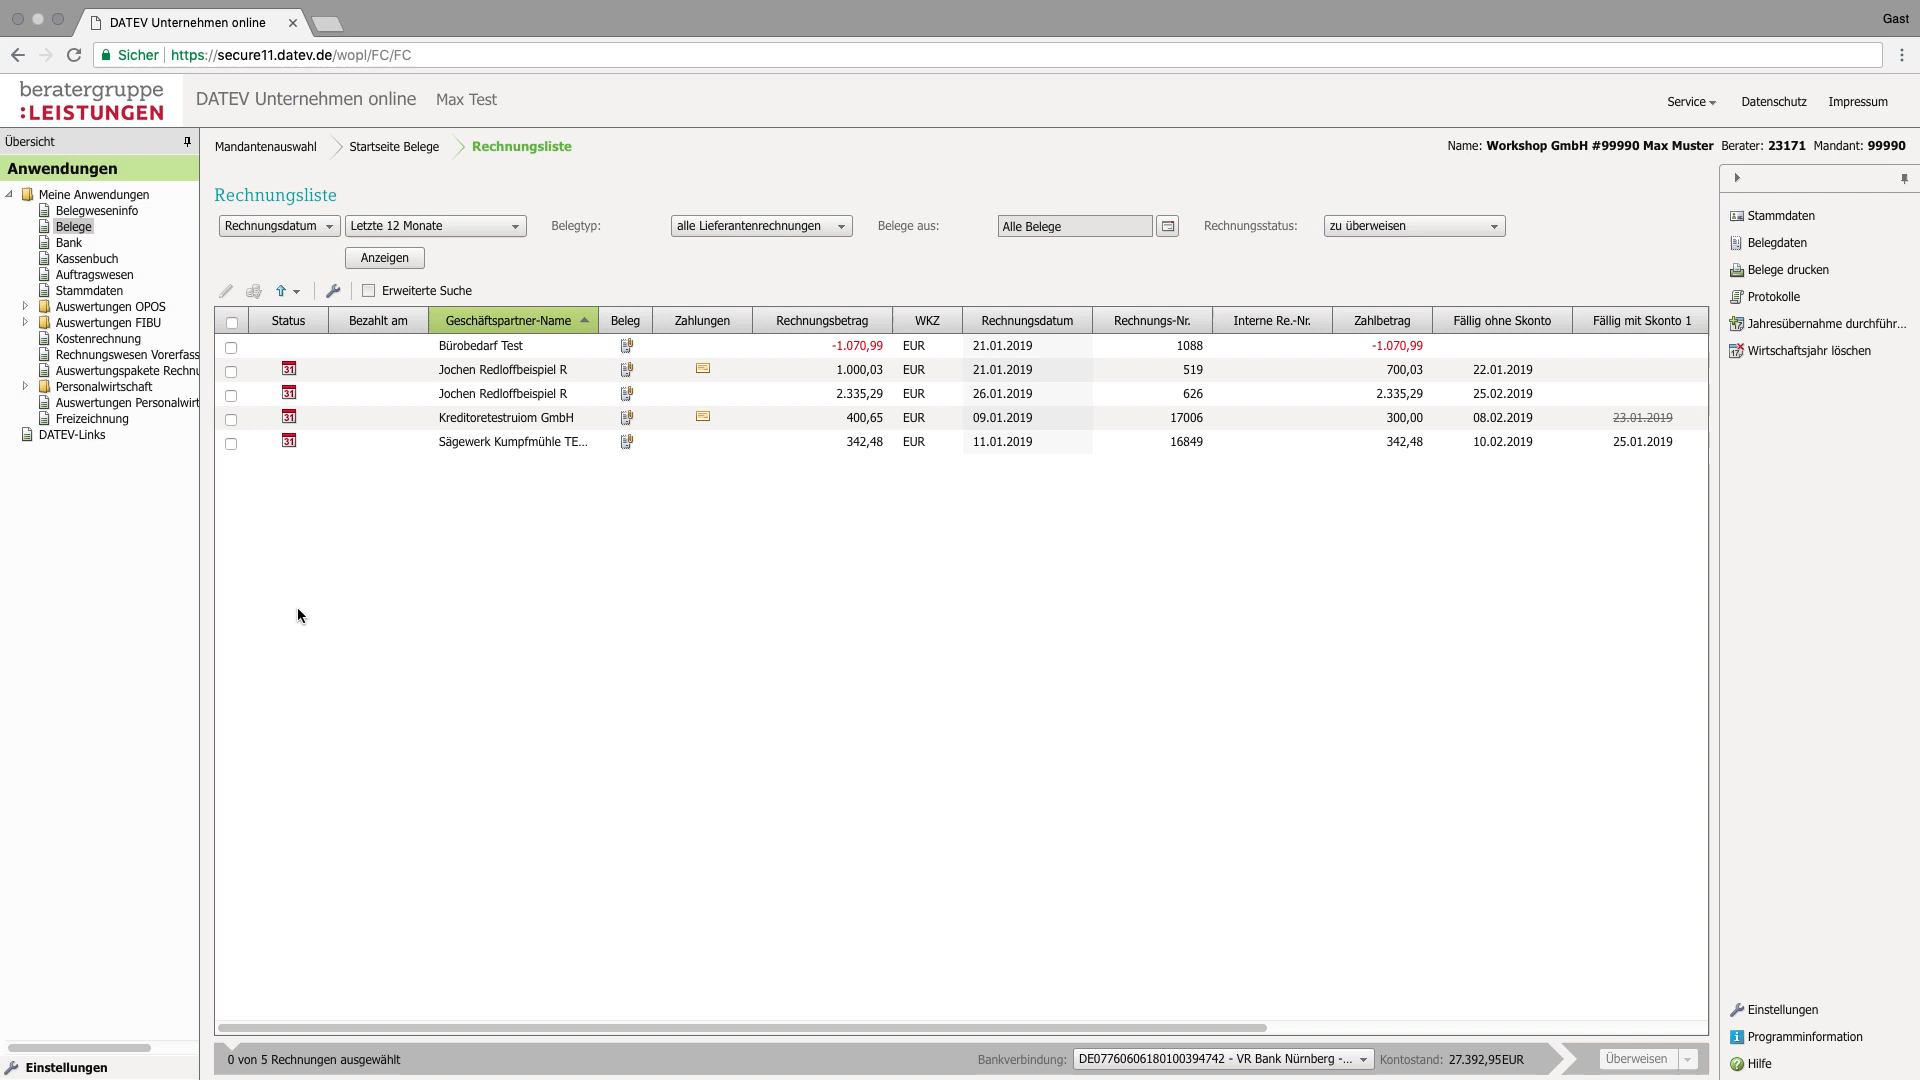 DATEV Unternehmen online
Gast
Sicher https://secure11.datev.de/wopl/FC/FC
beratergruppe
:LEISTUNGEN
DATEV Unternehmen online Max Test
Service Datenschutz Impressum
Übersicht
Anwendungen
Meine Anwendungen
Belegweseninfo
Belege
Bank
Kassenbuch
Auftragswesen
Stammdaten
Auswertungen OPOS
Auswertungen FIBU
Kostenrechnung
Rechnungswesen Vorerfass
Auswertungspakete Rechnu
Personalwirtschaft
Auswertungen Personalwirt
Freizeichnung
DATEV-Links
Einstellungen
Mandantenauswahl Startseite Belege Rechnungsliste
Name: Workshop GmbH #99990 Max Muster Berater: 23171 Mandant: 99990
Rechnungsliste
Rechnungsdatum Letzte 12 Monate Belegtyp: alle Lieferantenrechnungen Belege aus: Alle Belege Rechnungsstatus: zu überweisen
Anzeigen
Erweiterte Suche
Status Bezahlt am Geschäftspartner-Name Beleg Zahlungen Rechnungsbetrag WKZ Rechnungsdatum Rechnungs-Nr. Interne Re.-Nr. Zahlbetrag Fällig ohne Skonto Fällig mit Skonto 1
Bürobedarf Test -1.070,99 EUR 21.01.2019 1088 -1.070,99
31 Jochen Redloffbeispiel R 1.000,03 EUR 21.01.2019 519 700,03 22.01.2019
31 Jochen Redloffbeispiel R 2.335,29 EUR 26.01.2019 626 2.335,29 25.02.2019
31 Kreditoretestruiom GmbH 400,65 EUR 09.01.2019 17006 300,00 08.02.2019 23.01.2019
31 Sägewerk Kumpfmühle TE... 342,48 EUR 11.01.2019 16849 342,48 10.02.2019 25.01.2019
0 von 5 Rechnungen ausgewählt Bankverbindung: DE07760606180100394742 - VR Bank Nürnberg -... Kontostand: 27.392,95EUR Überweisen
Stammdaten
Belegdaten
Belege drucken
Protokolle
Jahresübernahme durchführ...
Wirtschaftsjahr löschen
Einstellungen
Programminformation
Hilfe